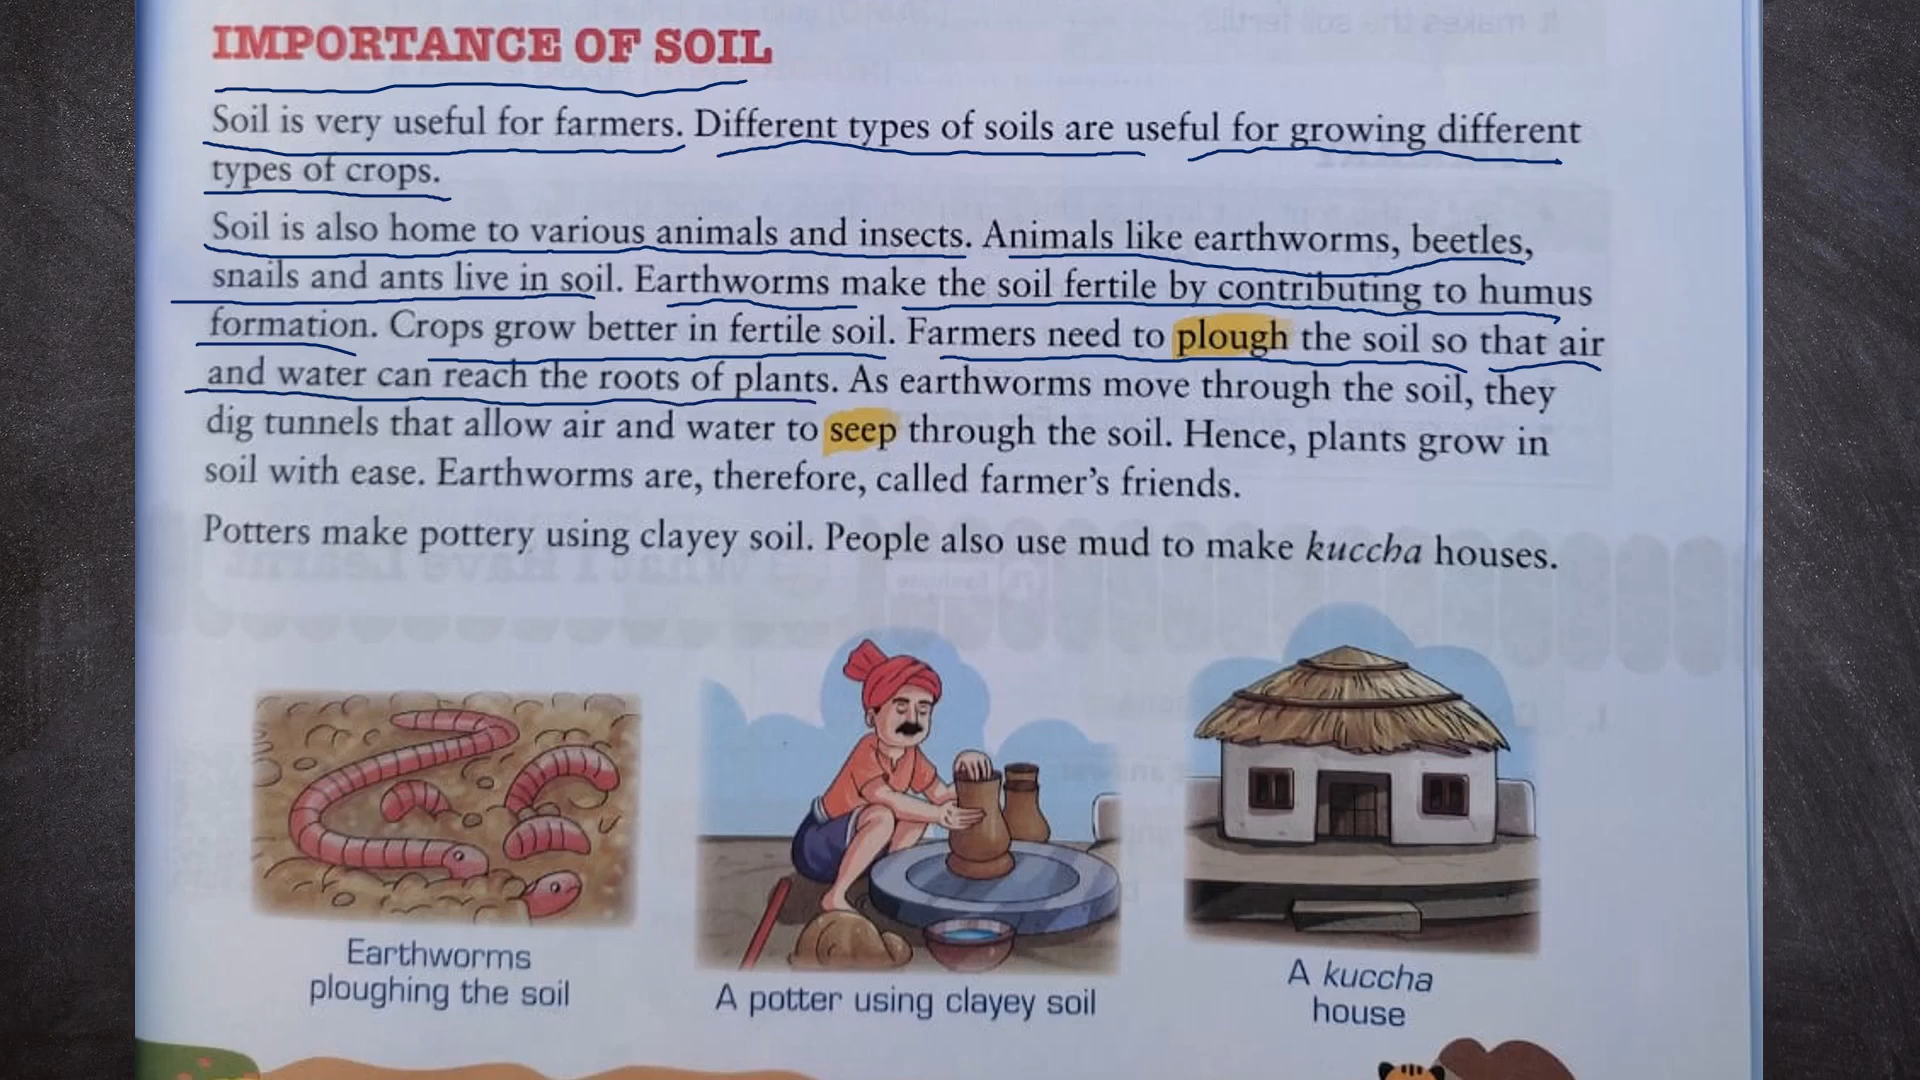 IMPORTANCE OF SOIL
Soil is very useful for farmers. Different types of soils are useful for growing different
types of crops.
Soil is also home to various animals and insects. Animals like earthworms, beetles,
snails and ants live in soil. Earthworms make the soil fertile by contributing to humus
formation. Crops grow better in fertile soil. Farmers need to plough the soil so that air
and water can reach the roots of plants. As earthworms move through the soil, they
dig tunnels that allow air and water to seep through the soil. Hence, plants grow in
soil with ease. Earthworms are, therefore, called farmer's friends.
Potters make pottery using clayey soil. People also use mud to make kuccha houses.
Earthworms
ploughing the soil
A potter using clayey soil
A kuccha
house